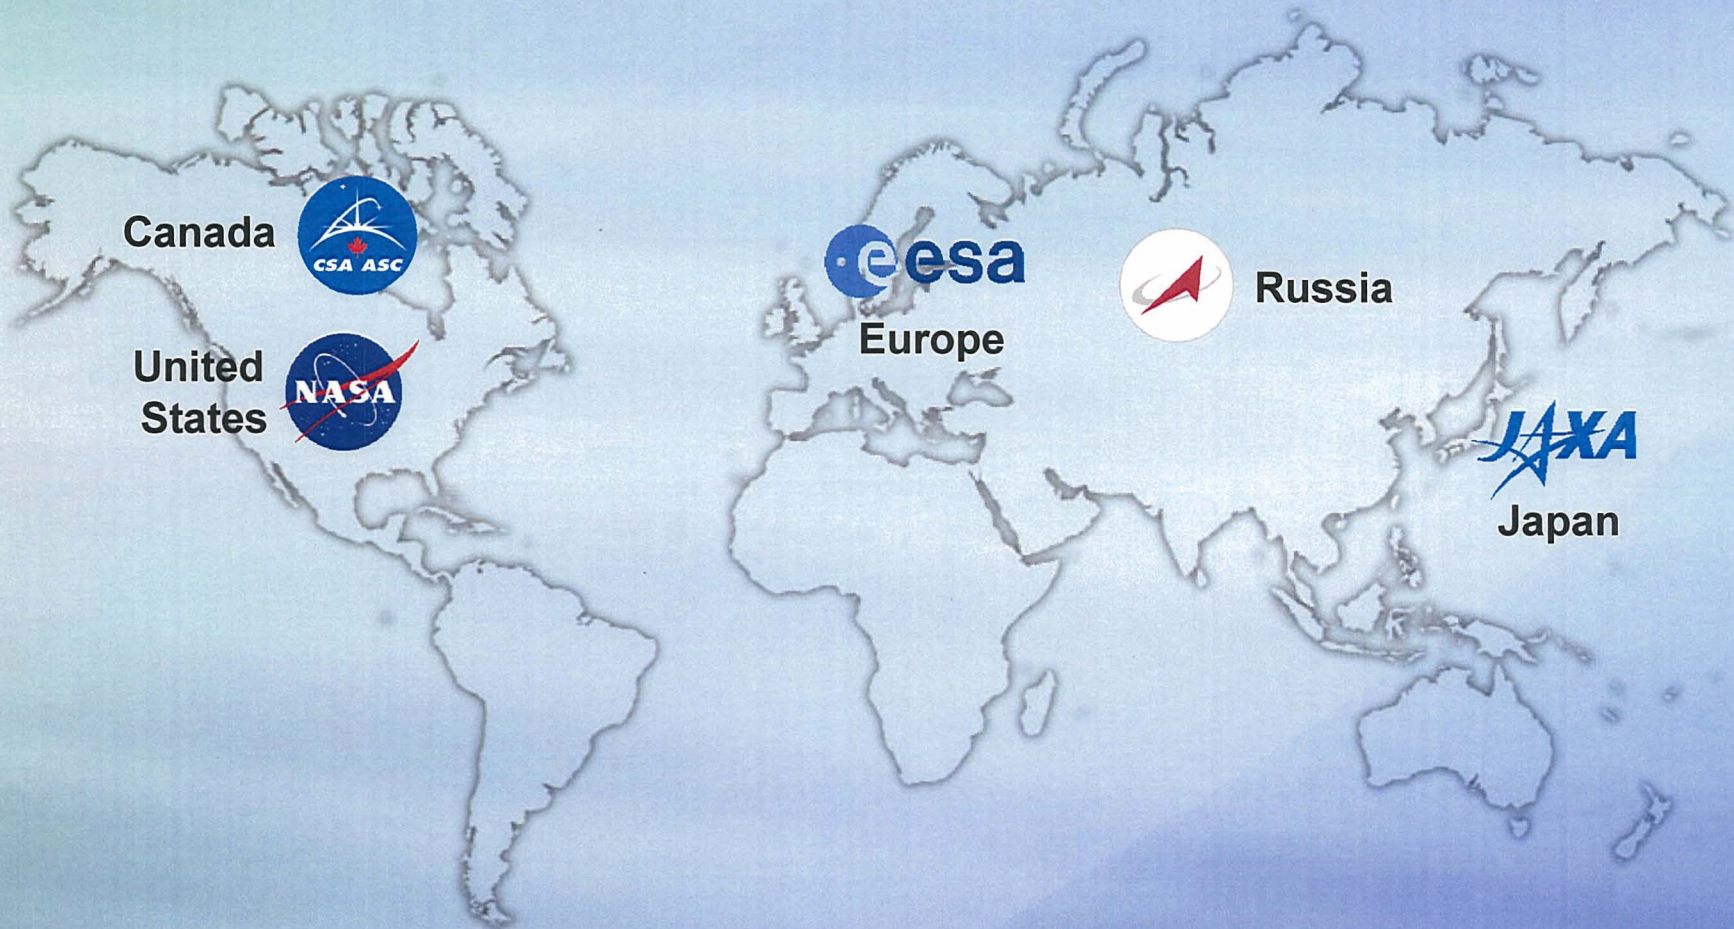 Canada
CSA ASC
United
States
NASA
esa
Europe
Russia
JAXA
Japan